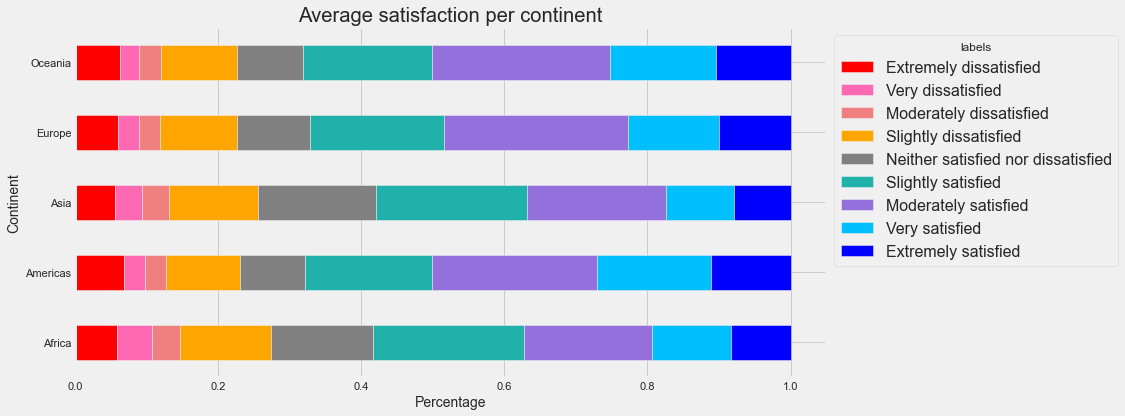 Average satisfaction per continent
Continent
Oceania
Europe
Asia
Americas
Africa
0.0
0.2
0.4
0.6
0.8
1.0
Percentage
labels
Extremely dissatisfied
Very dissatisfied
Moderately dissatisfied
Slightly dissatisfied
Neither satisfied nor dissatisfied
Slightly satisfied
Moderately satisfied
Very satisfied
Extremely satisfied